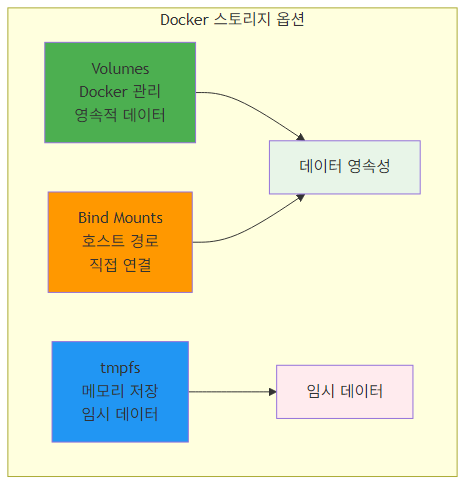 Docker 스토리지 옵션
Volumes
Docker 관리
영속적 데이터
데이터 영속성
Bind Mounts
호스트 경로
직접 연결
tmpfs
메모리 저장
임시 데이터
임시 데이터